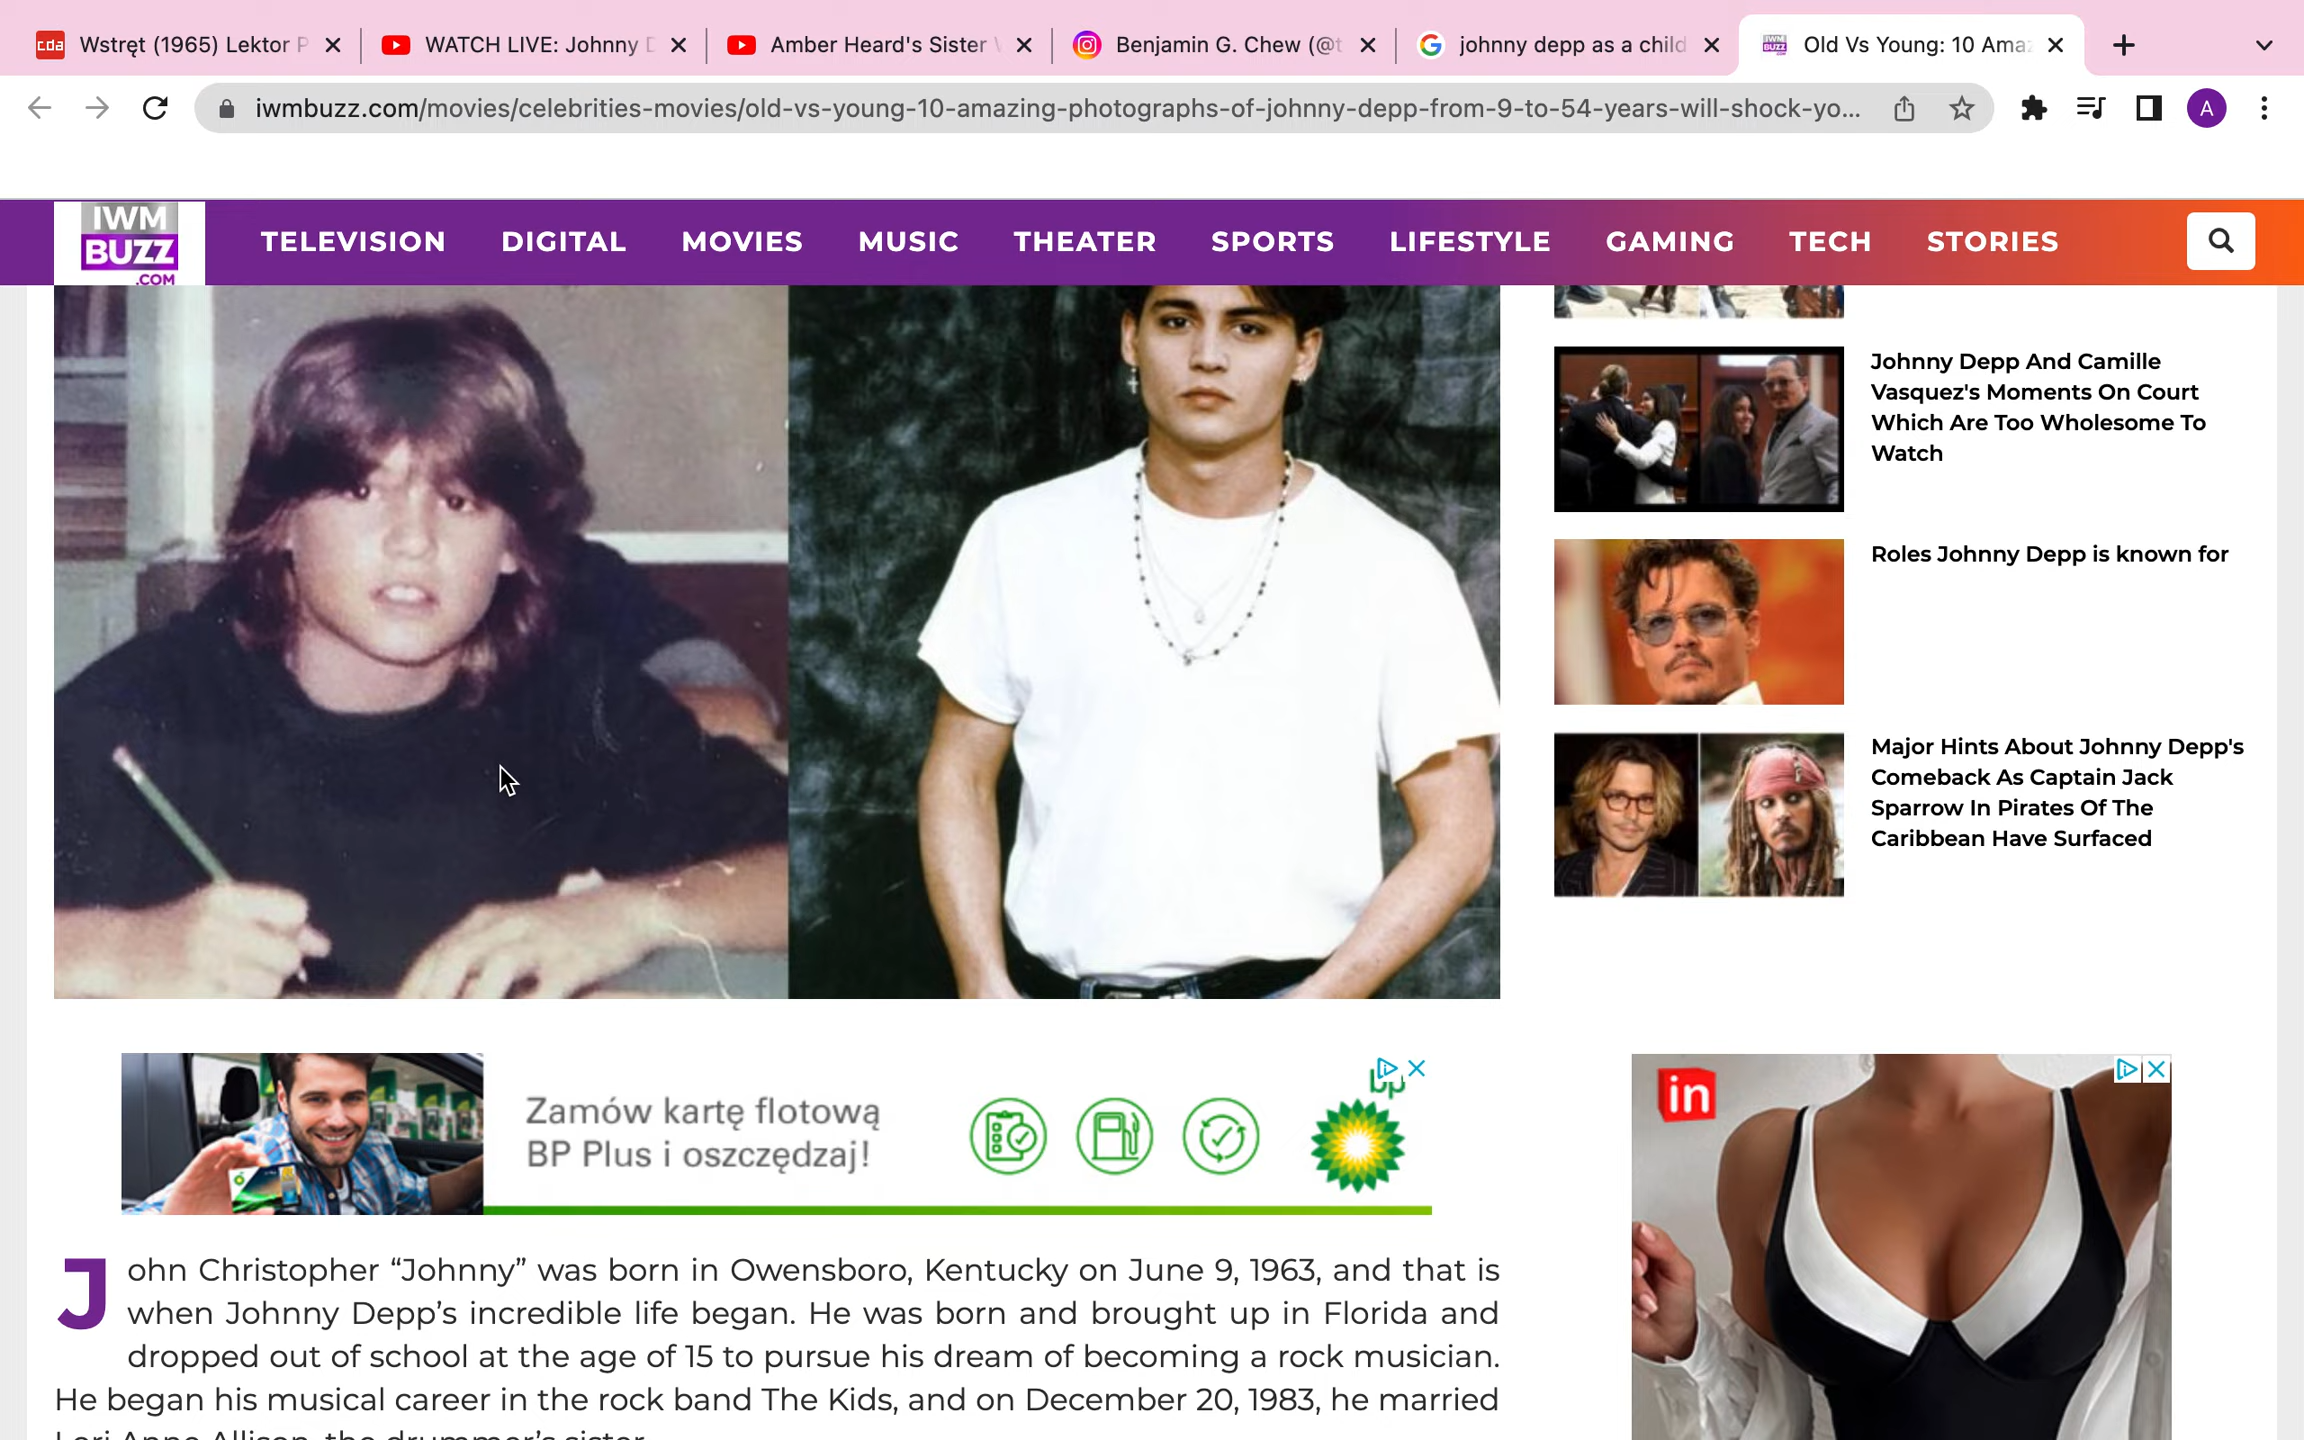 Wstręt (1965) Lektor P
WATCH LIVE: Johnny D
Amber Heard's Sister
Benjamin G. Chew (@t
johnny depp as a child
Old Vs Young: 10 Amaz
iwmbuzz.com/movies/celebrities-movies/old-vs-young-10-amazing-photographs-of-johnny-depp-from-9-to-54-years-will-shock-yo...
A
IWM
BUZZ
.COM
TELEVISION DIGITAL MOVIES MUSIC THEATER SPORTS LIFESTYLE GAMING TECH STORIES
Johnny Depp And Camille
Vasquez's Moments On Court
Which Are Too Wholesome To
Watch
Roles Johnny Depp is known for
Major Hints About Johnny Depp's
Comeback As Captain Jack
Sparrow In Pirates Of The
Caribbean Have Surfaced
Zamów kartę flotową
BP Plus i oszczędzaj!
bp
in
John Christopher “Johnny” was born in Owensboro, Kentucky on June 9, 1963, and that is
when Johnny Depp’s incredible life began. He was born and brought up in Florida and
dropped out of school at the age of 15 to pursue his dream of becoming a rock musician.
He began his musical career in the rock band The Kids, and on December 20, 1983, he married
Lori Anne Allison, the drummer’s sister.